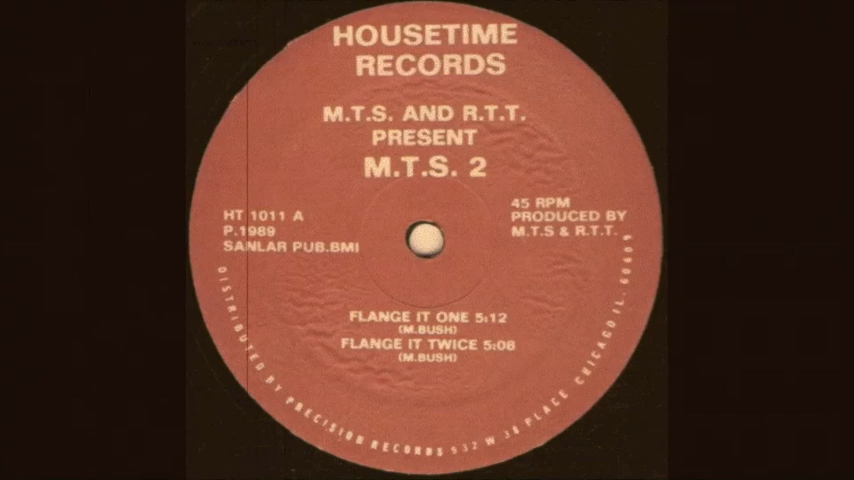 HOUSETIME
RECORDS
M.T.S. AND R.T.T.
PRESENT
M.T.S. 2
HT 1011 A
P.1989
SANLAR PUB.BMI
45 RPM
PRODUCED BY
M.T.S & R.T.T.
FLANGE IT ONE 5:12
(M.BUSH)
FLANGE IT TWICE 5:08
(M.BUSH)
DISTRIBUTED BY PRECISION RECORDS 932 W 38 PLACE CHICAGO IL. 60609